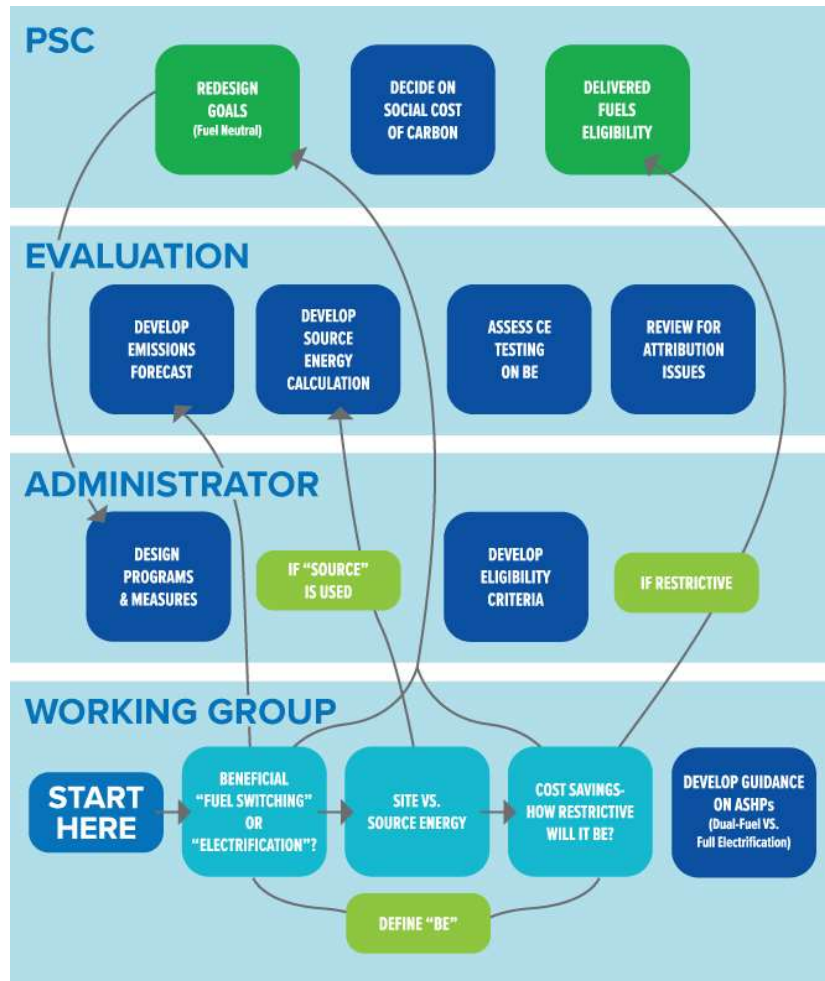 PSC
REDESIGN
GOALS
(Fuel Neutral)
DECIDE ON
SOCIAL COST
OF CARBON
DELIVERED
FUELS
ELIGIBILITY
EVALUATION
DEVELOP
EMISSIONS
FORECAST
DEVELOP
SOURCE
ENERGY
CALCULATION
ASSESS CE
TESTING
ON BE
REVIEW FOR
ATTRIBUTION
ISSUES
ADMINISTRATOR
DESIGN
PROGRAMS
& MEASURES
IF “SOURCE”
IS USED
DEVELOP
ELIGIBILITY
CRITERIA
IF RESTRICTIVE
WORKING GROUP
START
HERE
BENEFICIAL
“FUEL SWITCHING”
OR
“ELECTRIFICATION”?
SITE VS.
SOURCE ENERGY
COST SAVINGS-
HOW RESTRICTIVE
WILL IT BE?
DEVELOP GUIDANCE
ON ASHPs
(Dual-Fuel VS.
Full Electrification)
DEFINE “BE”